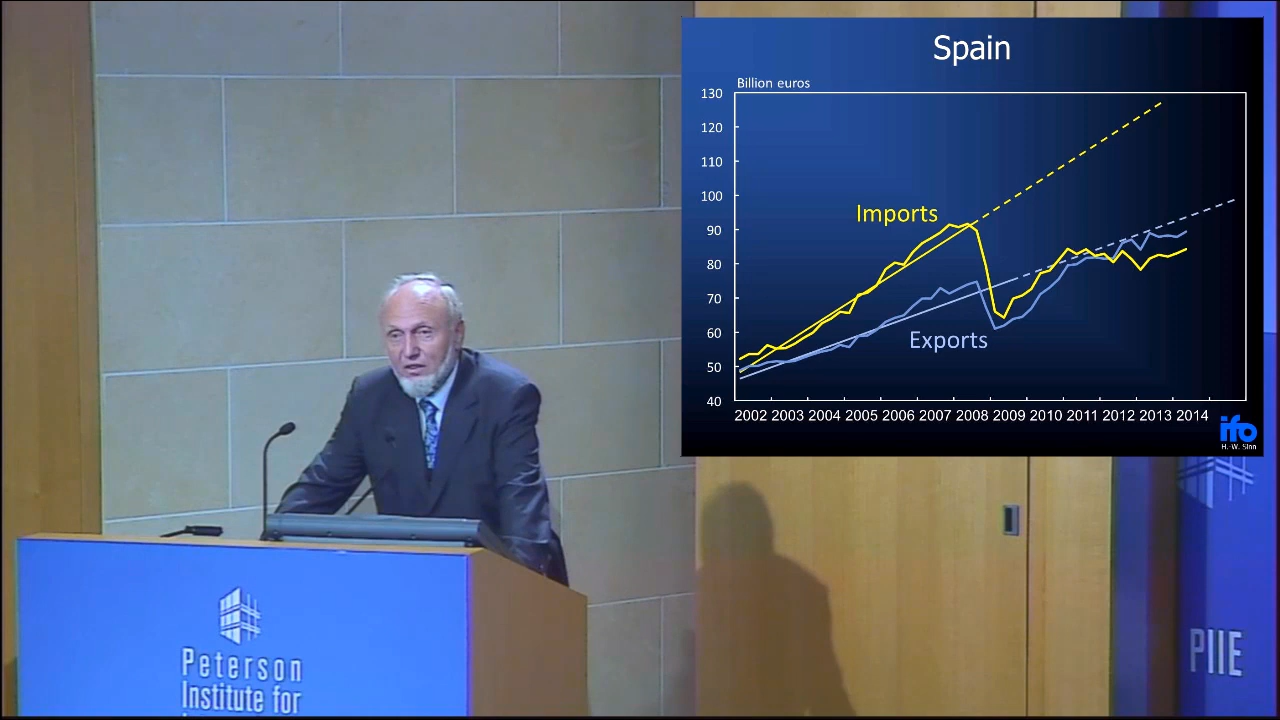 Spain
Billion euros
130
120
110
100
90
80
70
60
50
40
Imports
Exports
2002 2003 2004 2005 2006 2007 2008 2009 2010 2011 2012 2013 2014
ifo
H.-W. Sinn
Peterson
Institute for
PIIE